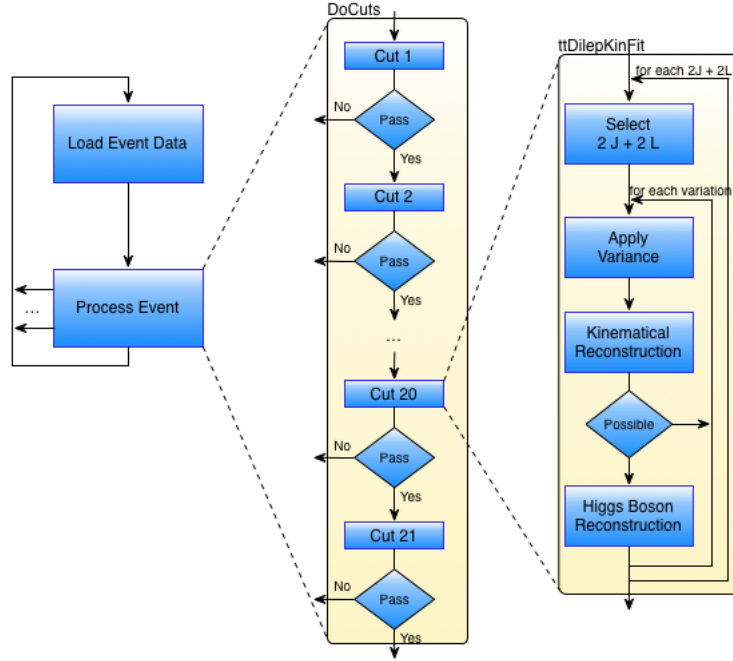 Load Event Data
Process Event
...
DoCuts
Cut 1
Pass
No
Yes
Cut 2
Pass
No
Yes
...
Cut 20
Pass
No
Yes
Cut 21
Pass
No
Yes
ttDilepKinFit
for each 2J + 2L
Select
2 J + 2 L
for each variation
Apply
Variance
Kinematical
Reconstruction
Possible
Higgs Boson
Reconstruction